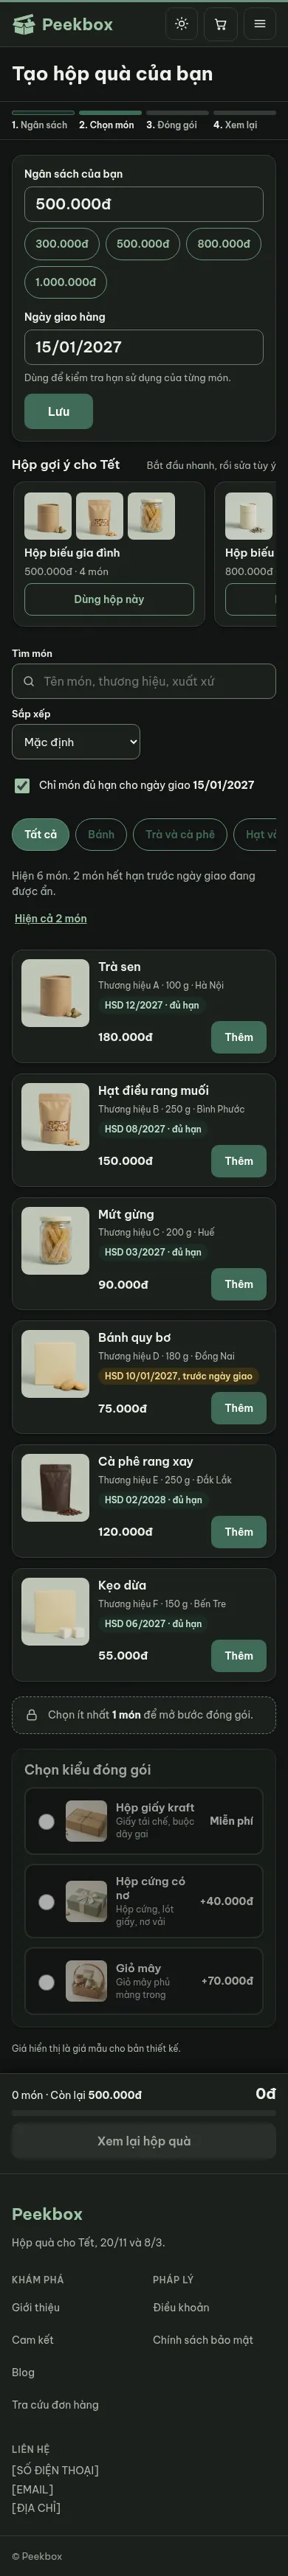 Peekbox
Tạo hộp quà của bạn
1. Ngân sách
2. Chọn món
3. Đóng gói
4. Xem lại
Ngân sách của bạn
500.000đ
300.000đ
500.000đ
800.000đ
1.000.000đ
Ngày giao hàng
15/01/2027
Dùng để kiểm tra hạn sử dụng của từng món.
Lưu
Hộp gợi ý cho Tết
Bắt đầu nhanh, rồi sửa tùy ý
Hộp biếu gia đình
500.000đ · 4 món
Dùng hộp này
Hộp biếu
800.000đ
Tìm món
Tên món, thương hiệu, xuất xứ
Sắp xếp
Mặc định
Chỉ món đủ hạn cho ngày giao 15/01/2027
Tất cả
Bánh
Trà và cà phê
Hạt và
Hiện 6 món. 2 món hết hạn trước ngày giao đang
được ẩn.
Hiện cả 2 món
Trà sen
Thương hiệu A · 100 g · Hà Nội
HSD 12/2027 · đủ hạn
180.000đ
Thêm
Hạt điều rang muối
Thương hiệu B · 250 g · Bình Phước
HSD 08/2027 · đủ hạn
150.000đ
Thêm
Mứt gừng
Thương hiệu C · 200 g · Huế
HSD 03/2027 · đủ hạn
90.000đ
Thêm
Bánh quy bơ
Thương hiệu D · 180 g · Đồng Nai
HSD 10/01/2027, trước ngày giao
75.000đ
Thêm
Cà phê rang xay
Thương hiệu E · 250 g · Đắk Lắk
HSD 02/2028 · đủ hạn
120.000đ
Thêm
Kẹo dừa
Thương hiệu F · 150 g · Bến Tre
HSD 06/2027 · đủ hạn
55.000đ
Thêm
Chọn ít nhất 1 món để mở bước đóng gói.
Chọn kiểu đóng gói
Hộp giấy kraft
Giấy tái chế, buộc
dây gai
Miễn phí
Hộp cứng có
nơ
Hộp cứng, lót
giấy, nơ vải
+40.000đ
Giỏ mây
Giỏ mây phủ
màng trong
+70.000đ
Giá hiển thị là giá mẫu cho bản thiết kế.
0 món · Còn lại 500.000đ
0đ
Xem lại hộp quà
Peekbox
Hộp quà cho Tết, 20/11 và 8/3.
KHÁM PHÁ
PHÁP LÝ
Giới thiệu
Điều khoản
Cam kết
Chính sách bảo mật
Blog
Tra cứu đơn hàng
LIÊN HỆ
[SỐ ĐIỆN THOẠI]
[EMAIL]
[ĐỊA CHỈ]
© Peekbox